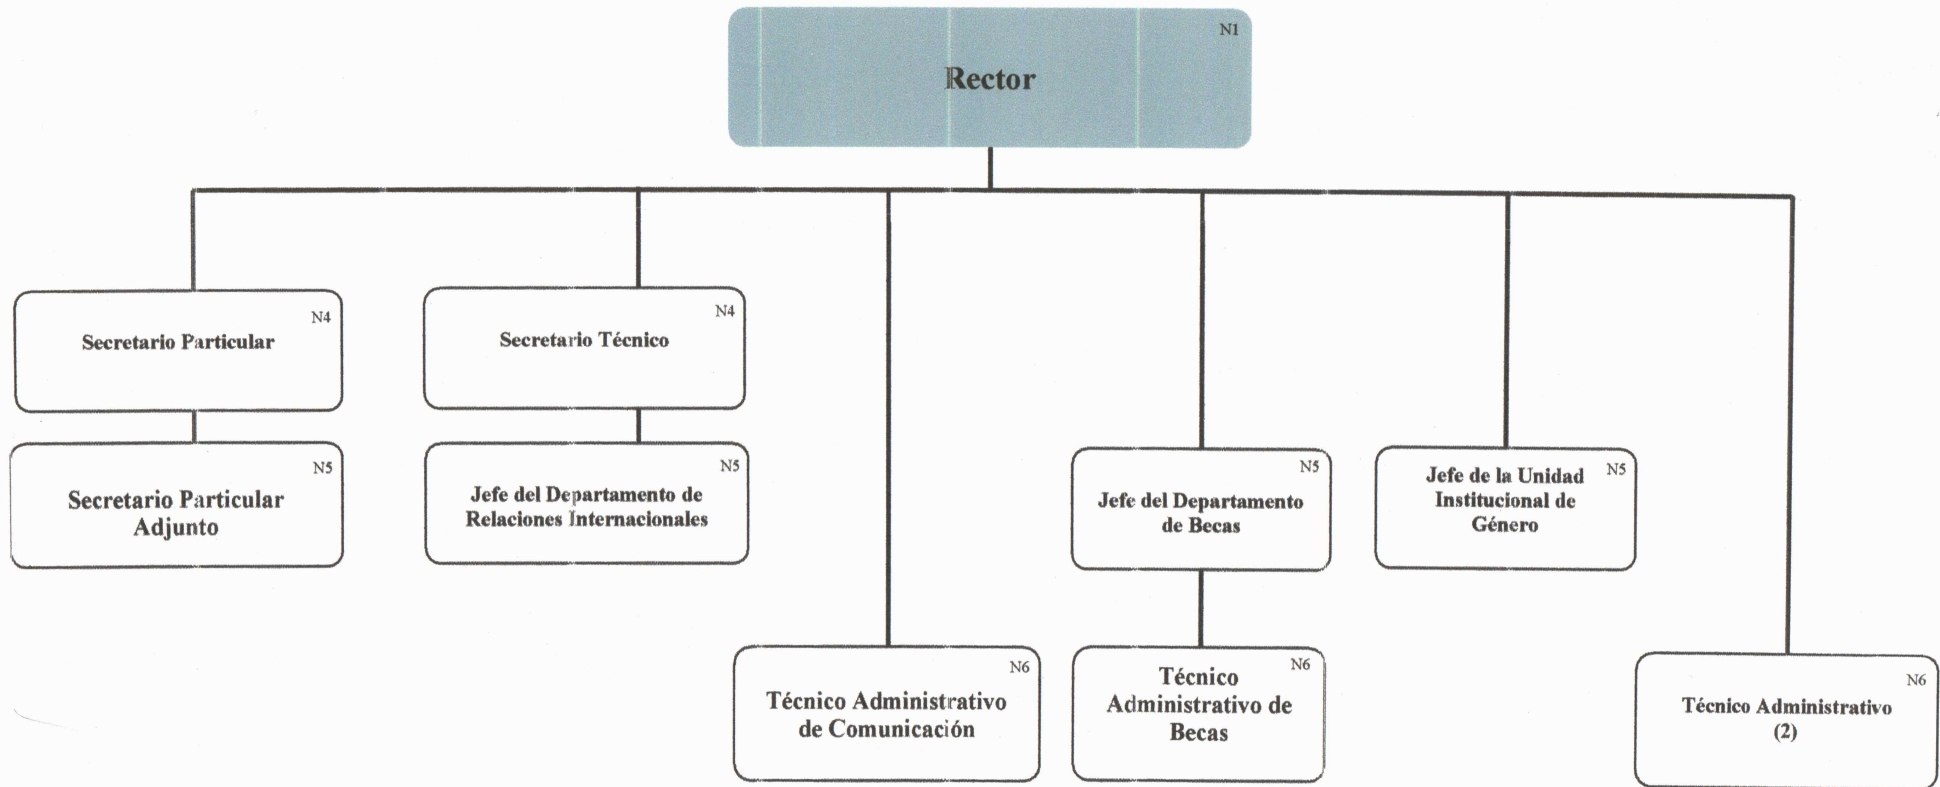 N1
Rector
N4
Secretario Particular
N4
Secretario Técnico
N5
Secretario Particular
Adjunto
N5
Jefe del Departamento de
Relaciones Internacionales
N5
Jefe del Departamento
de Becas
N5
Jefe de la Unidad
Institucional de
Género
N6
Técnico Administrativo
de Comunicación
N6
Técnico
Administrativo de
Becas
N6
Técnico Administrativo
(2)